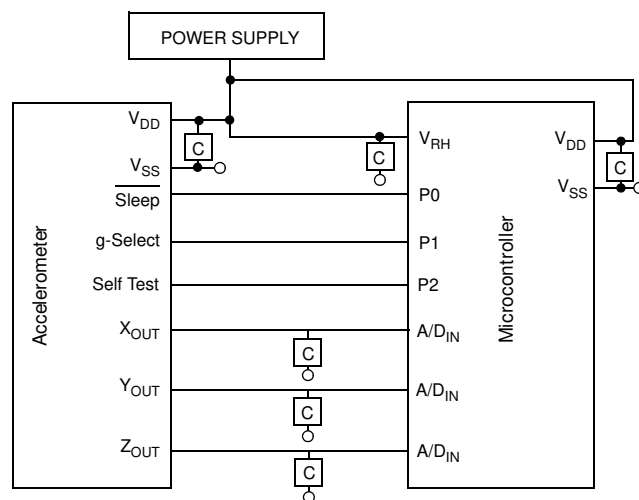 POWER SUPPLY
Accelerometer
V_DD
C
V_SS
Sleep
g-Select
Self Test
X_OUT
Y_OUT
Z_OUT
C
C
C
C
Microcontroller
V_RH
P0
P1
P2
A/D_IN
A/D_IN
A/D_IN
V_DD
C
V_SS